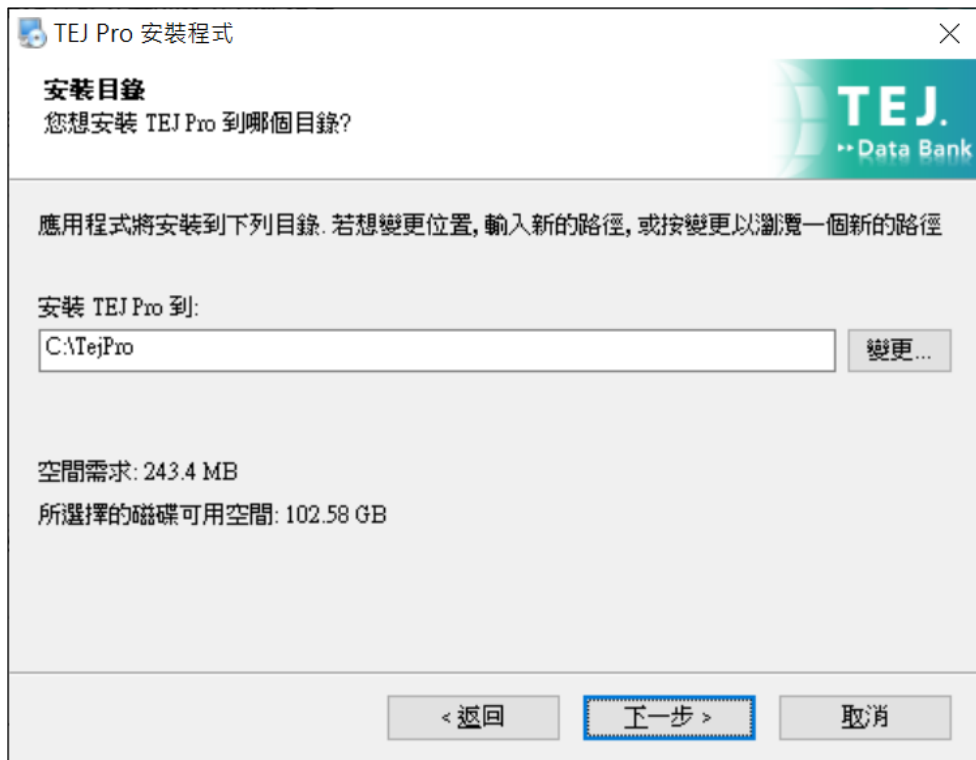 TEJ Pro 安裝程式
安裝目錄
您想安裝 TEJ Pro 到哪個目錄?
TEJ.
Data Bank
應用程式將安裝到下列目錄. 若想變更位置, 輸入新的路徑, 或按變更以瀏覽一個新的路徑
安裝 TEJ Pro 到:
C:\TejPro
變更...
空間需求: 243.4 MB
所選擇的磁碟可用空間: 102.58 GB
< 返回
下一步 >
取消